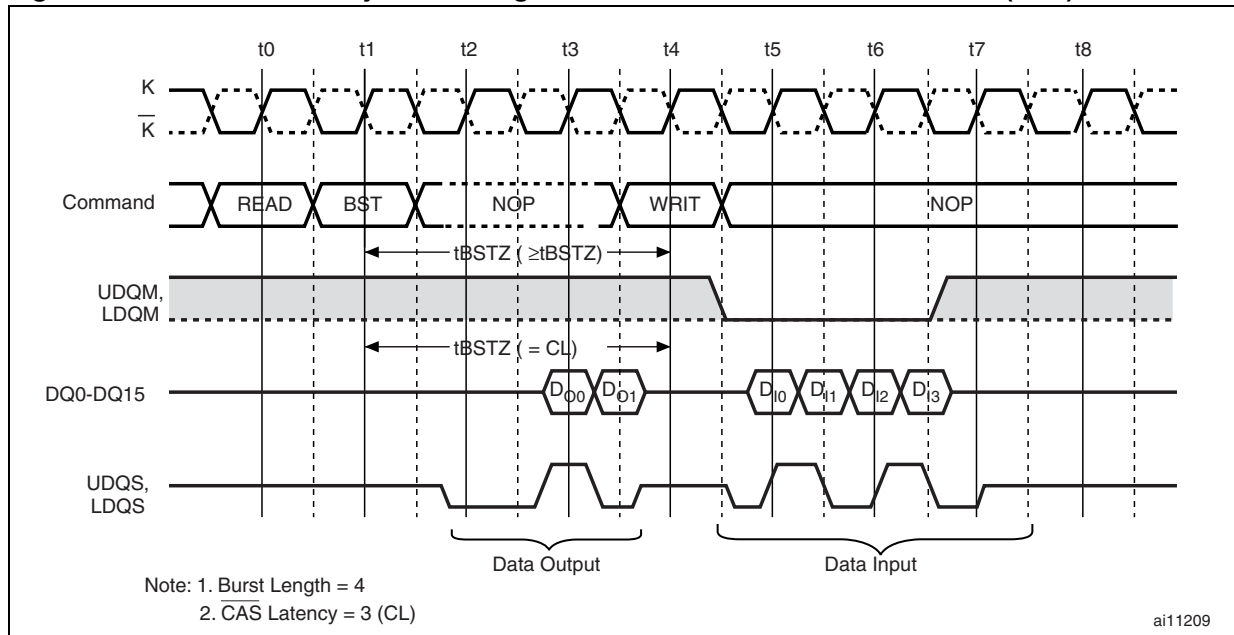 t0 t1 t2 t3 t4 t5 t6 t7 t8
K
K̅
Command READ BST NOP WRIT NOP
tBSTZ ( ≥tBSTZ)
UDQM,
LDQM
tBSTZ ( = CL)
DQ0-DQ15 DO0 DO1 DI0 DI1 DI2 DI3
UDQS,
LDQS
Data Output Data Input
Note: 1. Burst Length = 4
2. C̅A̅S̅ Latency = 3 (CL)
ai11209